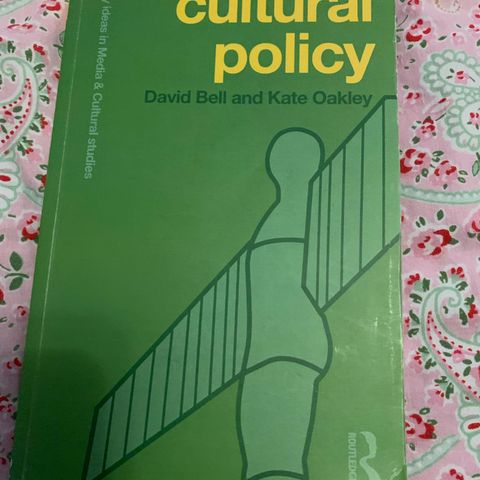 cultural
policy
David Bell and Kate Oakley
y ideas in Media & Cultural studies
ROUTLEDGE